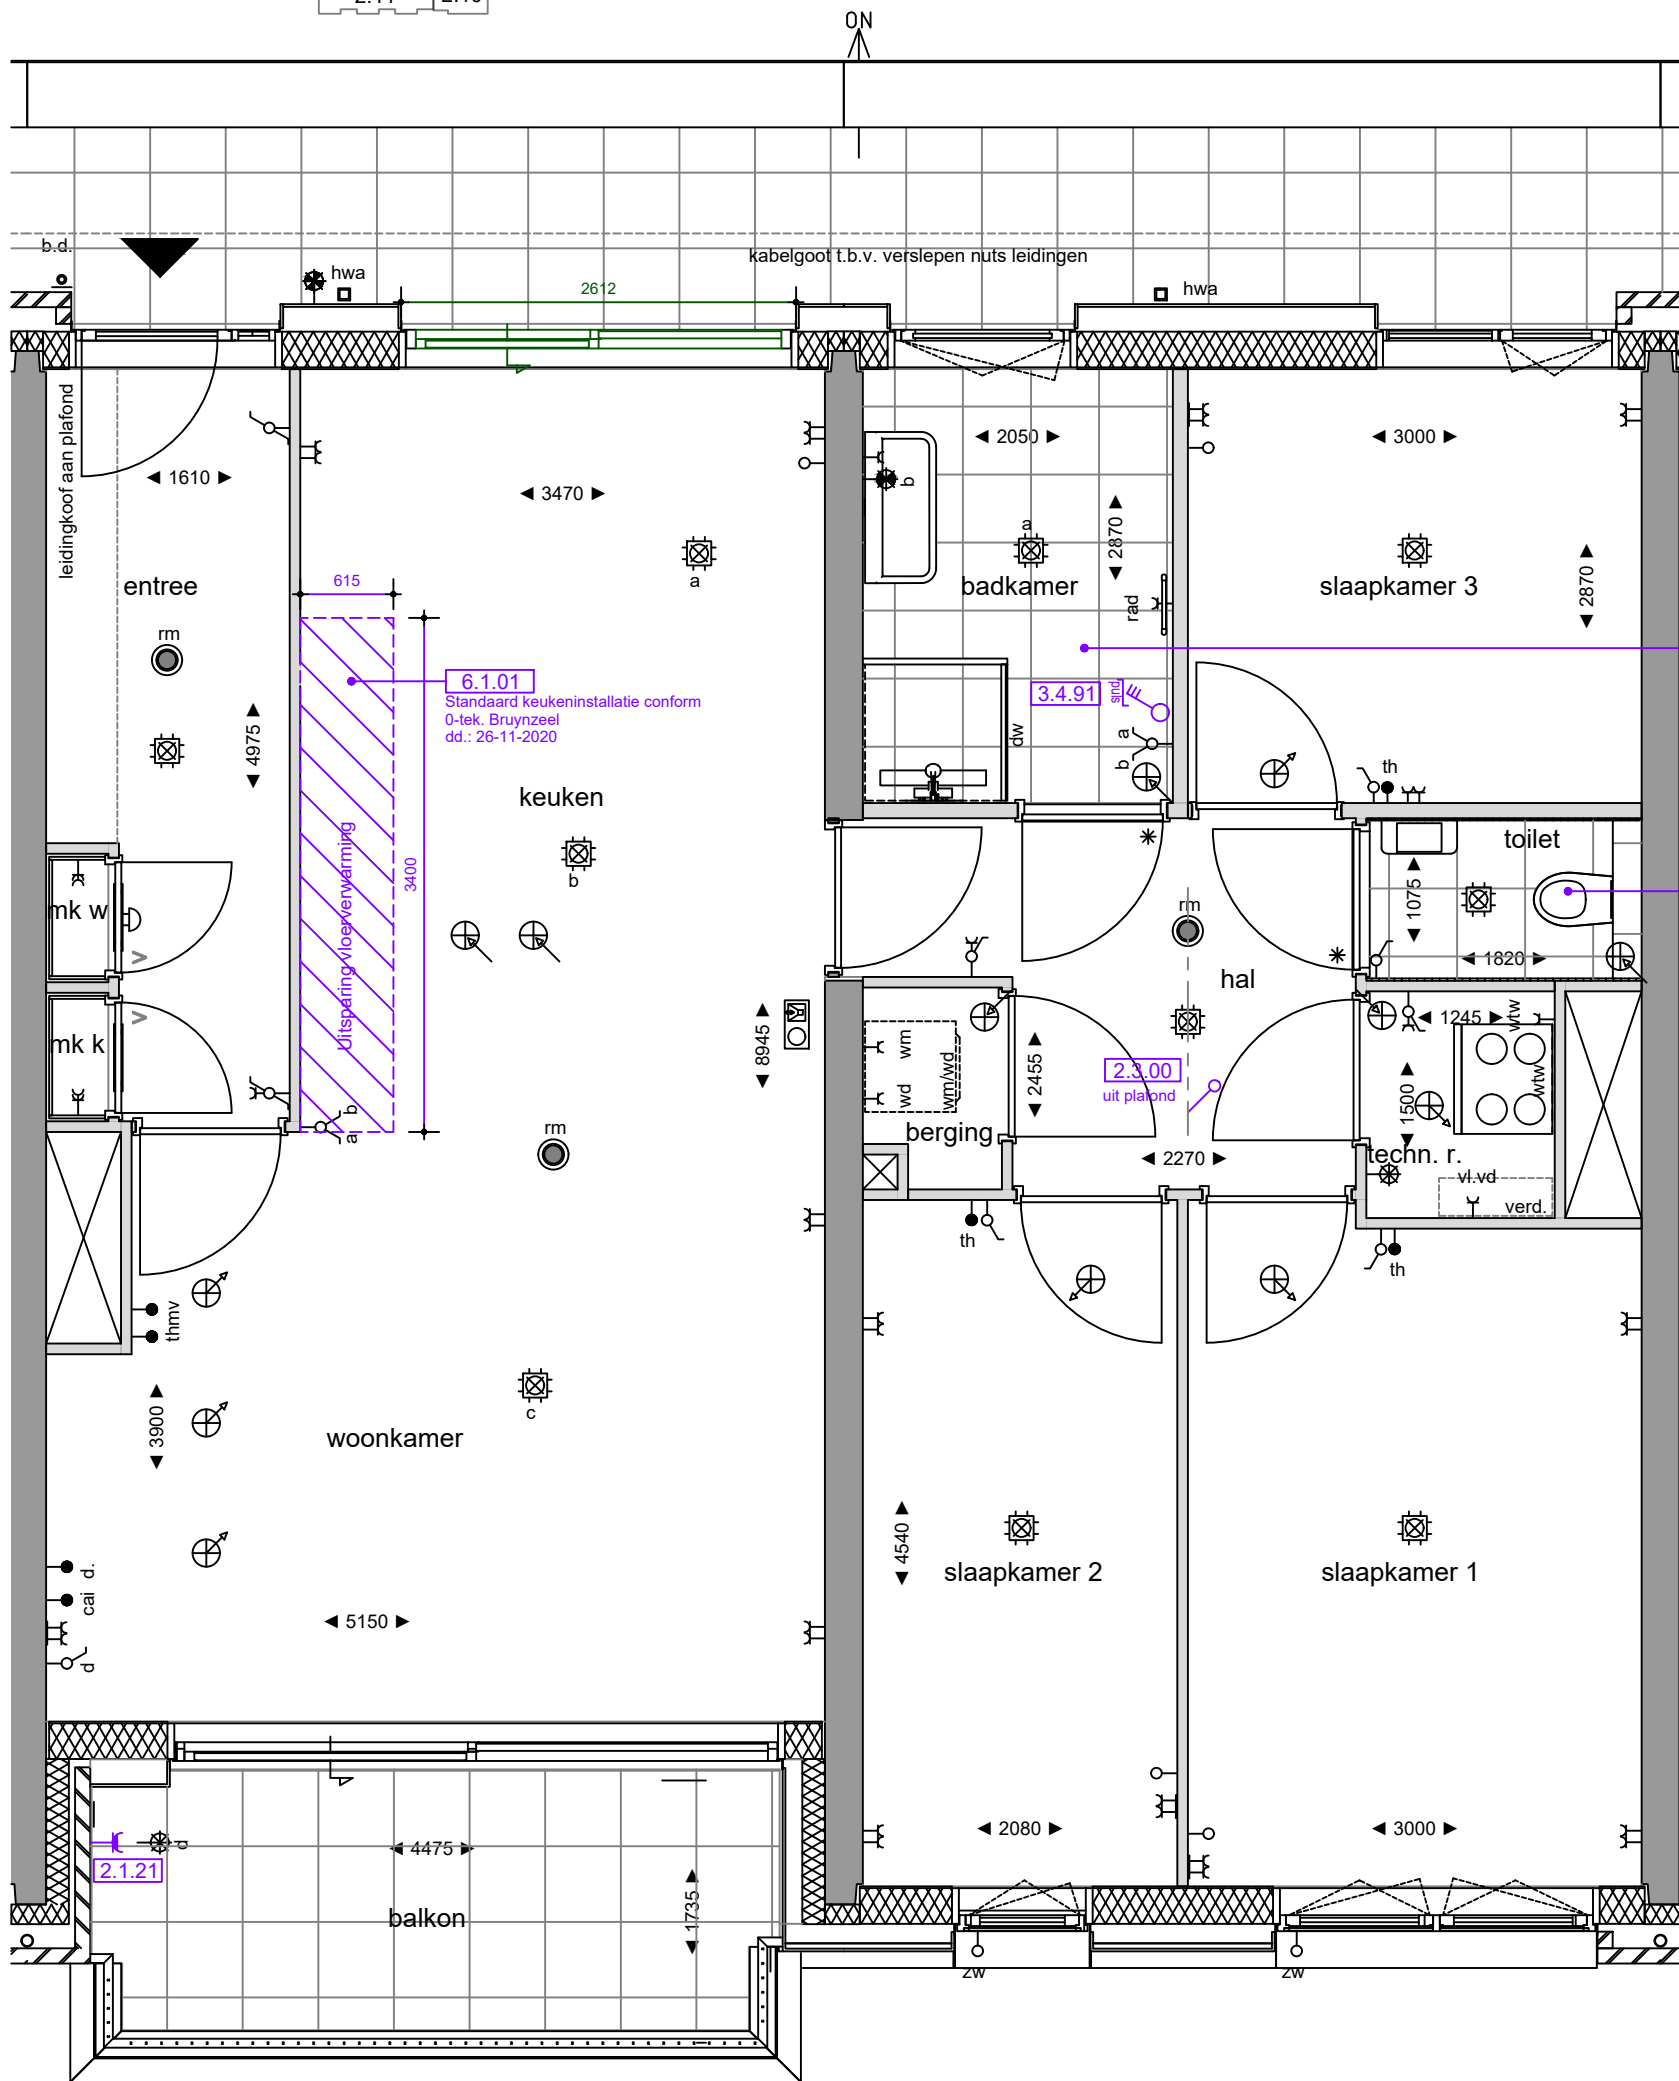 ON
b.d.
hwa
kabelgoot t.b.v. verslepen nuts leidingen
hwa
2612
leidingkoof aan plafond
1610
3470
2050
3000
b
a
a
2870
2870
entree
badkamer
slaapkamer 3
615
rad
rm
6.1.01
Standaard keukeninstallatie conform
0-tek. Bruynzeel
dd.: 26-11-2020
3.4.91
puls
4975
dw
a
b
th
keuken
Uitsparing vloerverwarming
3400
b
toilet
1075
mk w
rm
1820
hal
mk k
8945
wm
wd
wm/wd
2455
2.3.00
uit plafond
1245
wtw
wtw
1500
a
b
rm
berging
2270
techn. r.
vl.vd
verd.
th
th
thmv
3900
c
woonkamer
4540
slaapkamer 2
slaapkamer 1
d.
cai
d
5150
2080
3000
d
2.1.21
4475
1735
balkon
zw
zw